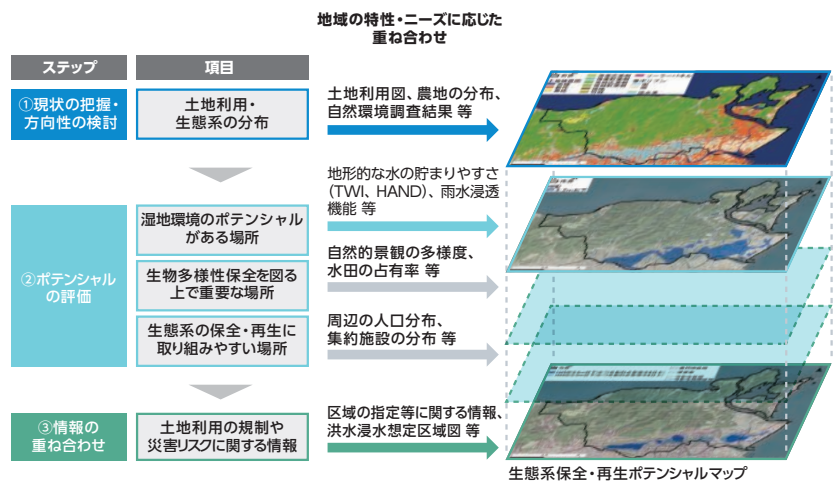 地域の特性・ニーズに応じた
重ね合わせ
ステップ
項目
①現状の把握・
方向性の検討
土地利用・
生態系の分布
土地利用図、農地の分布、
自然環境調査結果 等
地形的な水の貯まりやすさ
(TWI、HAND)、雨水浸透
機能 等
②ポテンシャル
の評価
湿地環境のポテンシャル
がある場所
自然的景観の多様度、
水田の占有率 等
生物多様性保全を図る
上で重要な場所
周辺の人口分布、
集約施設の分布 等
生態系の保全・再生に
取り組みやすい場所
③情報の
重ね合わせ
土地利用の規制や
災害リスクに関する情報
区域の指定等に関する情報、
洪水浸水想定区域図 等
生態系保全・再生ポテンシャルマップ